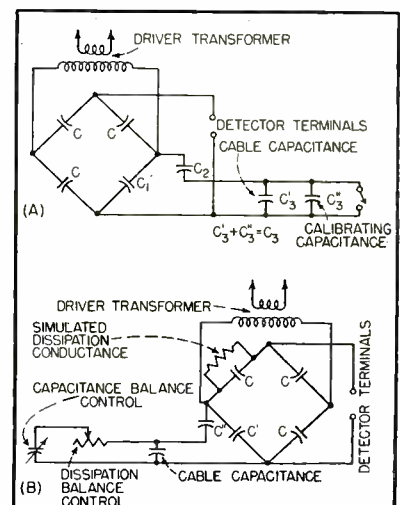 DRIVER TRANSFORMER
C
C
C
C₁
C₂
DETECTOR TERMINALS
CABLE CAPACITANCE
C₃'
C₃"
C₃'+C₃"=C₃
CALIBRATING
CAPACITANCE
(A)
DRIVER TRANSFORMER
SIMULATED
DISSIPATION
CONDUCTANCE
CAPACITANCE BALANCE
CONTROL
C
C
C"
C'
C
DETECTOR TERMINALS
CABLE CAPACITANCE
DISSIPATION
BALANCE
CONTROL
(B)